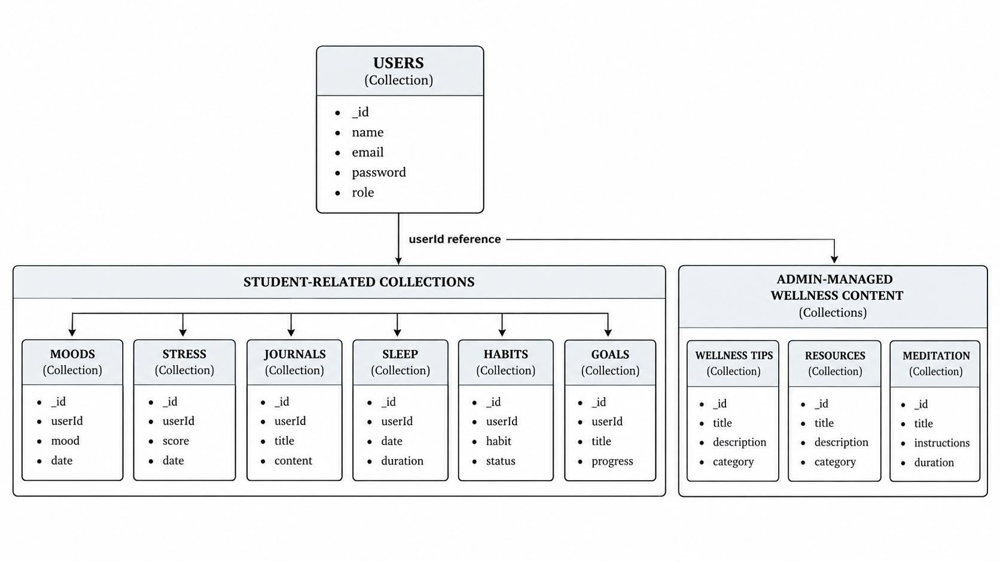 USERS
(Collection)
• _id
• name
• email
• password
• role
userId reference
STUDENT-RELATED COLLECTIONS
MOODS
(Collection)
• _id
• userId
• mood
• date
STRESS
(Collection)
• _id
• userId
• score
• date
JOURNALS
(Collection)
• _id
• userId
• title
• content
SLEEP
(Collection)
• _id
• userId
• date
• duration
HABITS
(Collection)
• _id
• userId
• habit
• status
GOALS
(Collection)
• _id
• userId
• title
• progress
ADMIN-MANAGED
WELLNESS CONTENT
(Collections)
WELLNESS TIPS
(Collection)
• _id
• title
• description
• category
RESOURCES
(Collection)
• _id
• title
• description
• category
MEDITATION
(Collection)
• _id
• title
• instructions
• duration